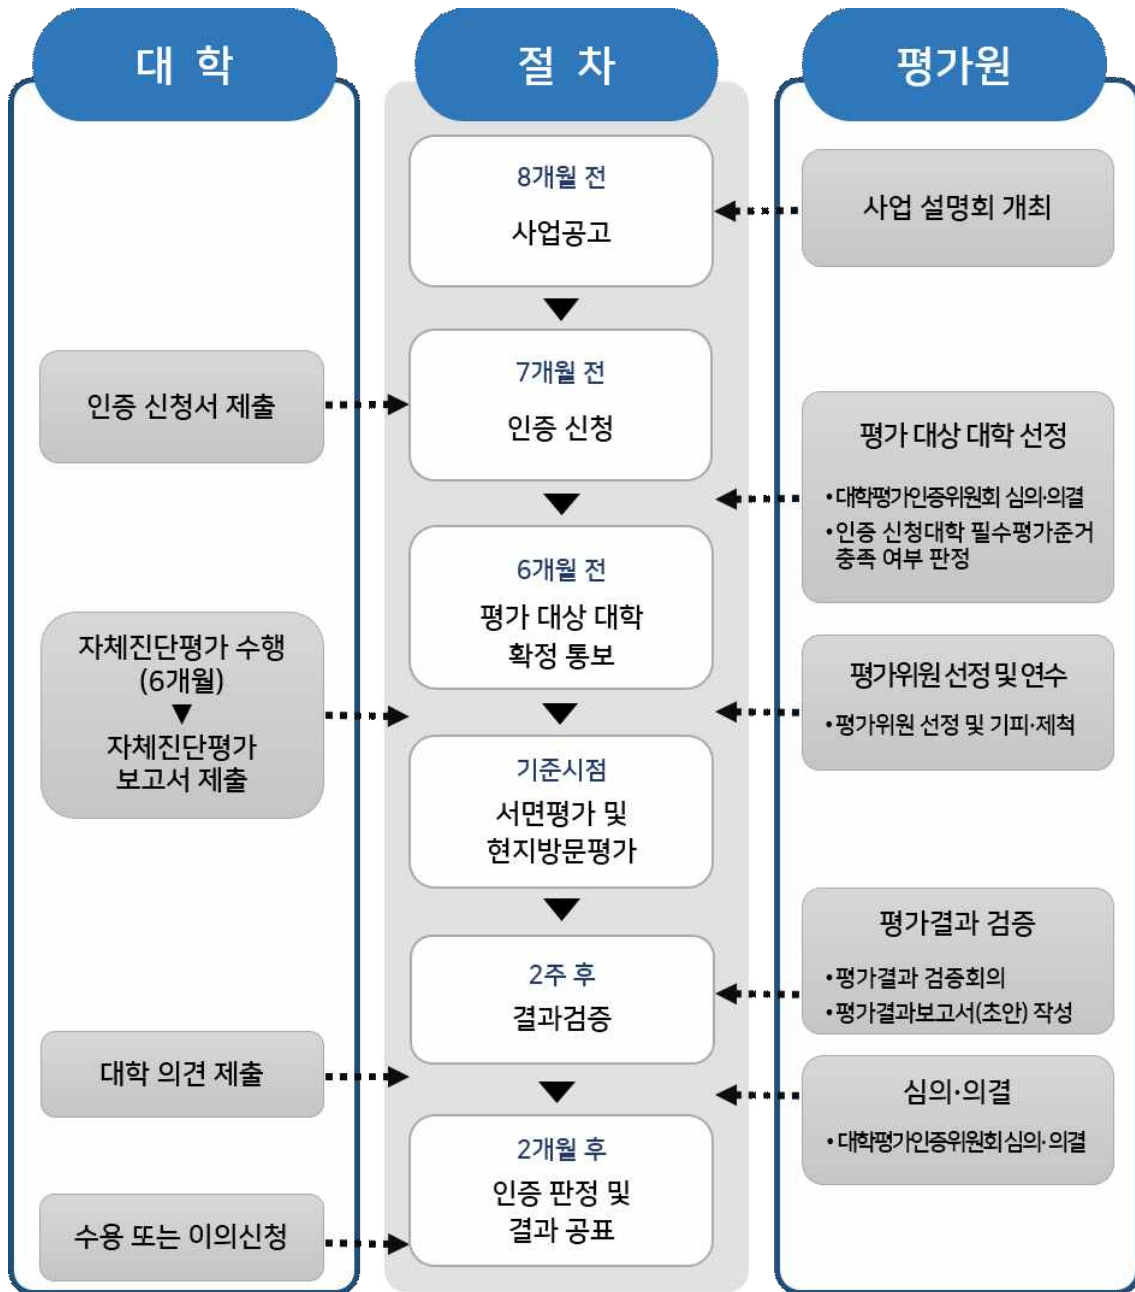 대 학
절 차
평가원
8개월 전
사업공고
사업 설명회 개최
7개월 전
인증 신청
인증 신청서 제출
평가 대상 대학 선정
•대학평가인증위원회 심의·의결
•인증 신청대학 필수평가준거
충족 여부 판정
6개월 전
평가 대상 대학
확정 통보
자체진단평가 수행
(6개월)
▼
자체진단평가
보고서 제출
평가위원 선정 및 연수
•평가위원 선정 및 기피·제척
기준시점
서면평가 및
현지방문평가
평가결과 검증
•평가결과 검증회의
•평가결과보고서(초안) 작성
2주 후
결과검증
대학 의견 제출
심의·의결
•대학평가인증위원회 심의·의결
2개월 후
인증 판정 및
결과 공표
수용 또는 이의신청